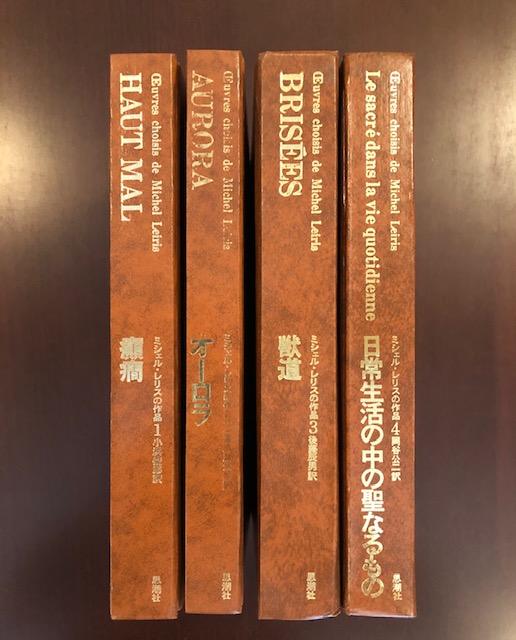 Œuvres choisis de Michel Leiris
HAUT MAL
ミシェル・レリスの作品1 小浜俊郎訳
癲癇
思潮社
Œuvres choisis de Michel Leiris
AURORA
オーロラ
思潮社
Œuvres choisis de Michel Leiris
BRISÉES
ミシェル・レリスの作品3 後藤辰男訳
獣道
思潮社
Œuvres choisis de Michel Leiris
Le sacré dans la vie quotidienne
ミシェル・レリスの作品4 岡谷公二訳
日常生活の中の聖なるもの
思潮社